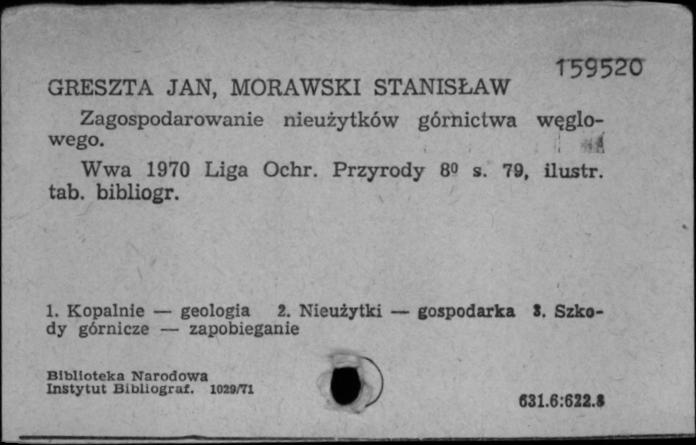 159520
GRESZTA JAN, MORAWSKI STANISŁAW
Zagospodarowanie nieużytków górnictwa węglo-
wego.
Wwa 1970 Liga Ochr. Przyrody 8⁰ s. 79, ilustr.
tab. bibliogr.
1. Kopalnie — geologia 2. Nieużytki — gospodarka 3. Szko-
dy górnicze — zapobieganie
Biblioteka Narodowa
Instytut Bibliograf. 1029/71
631.6:622.8